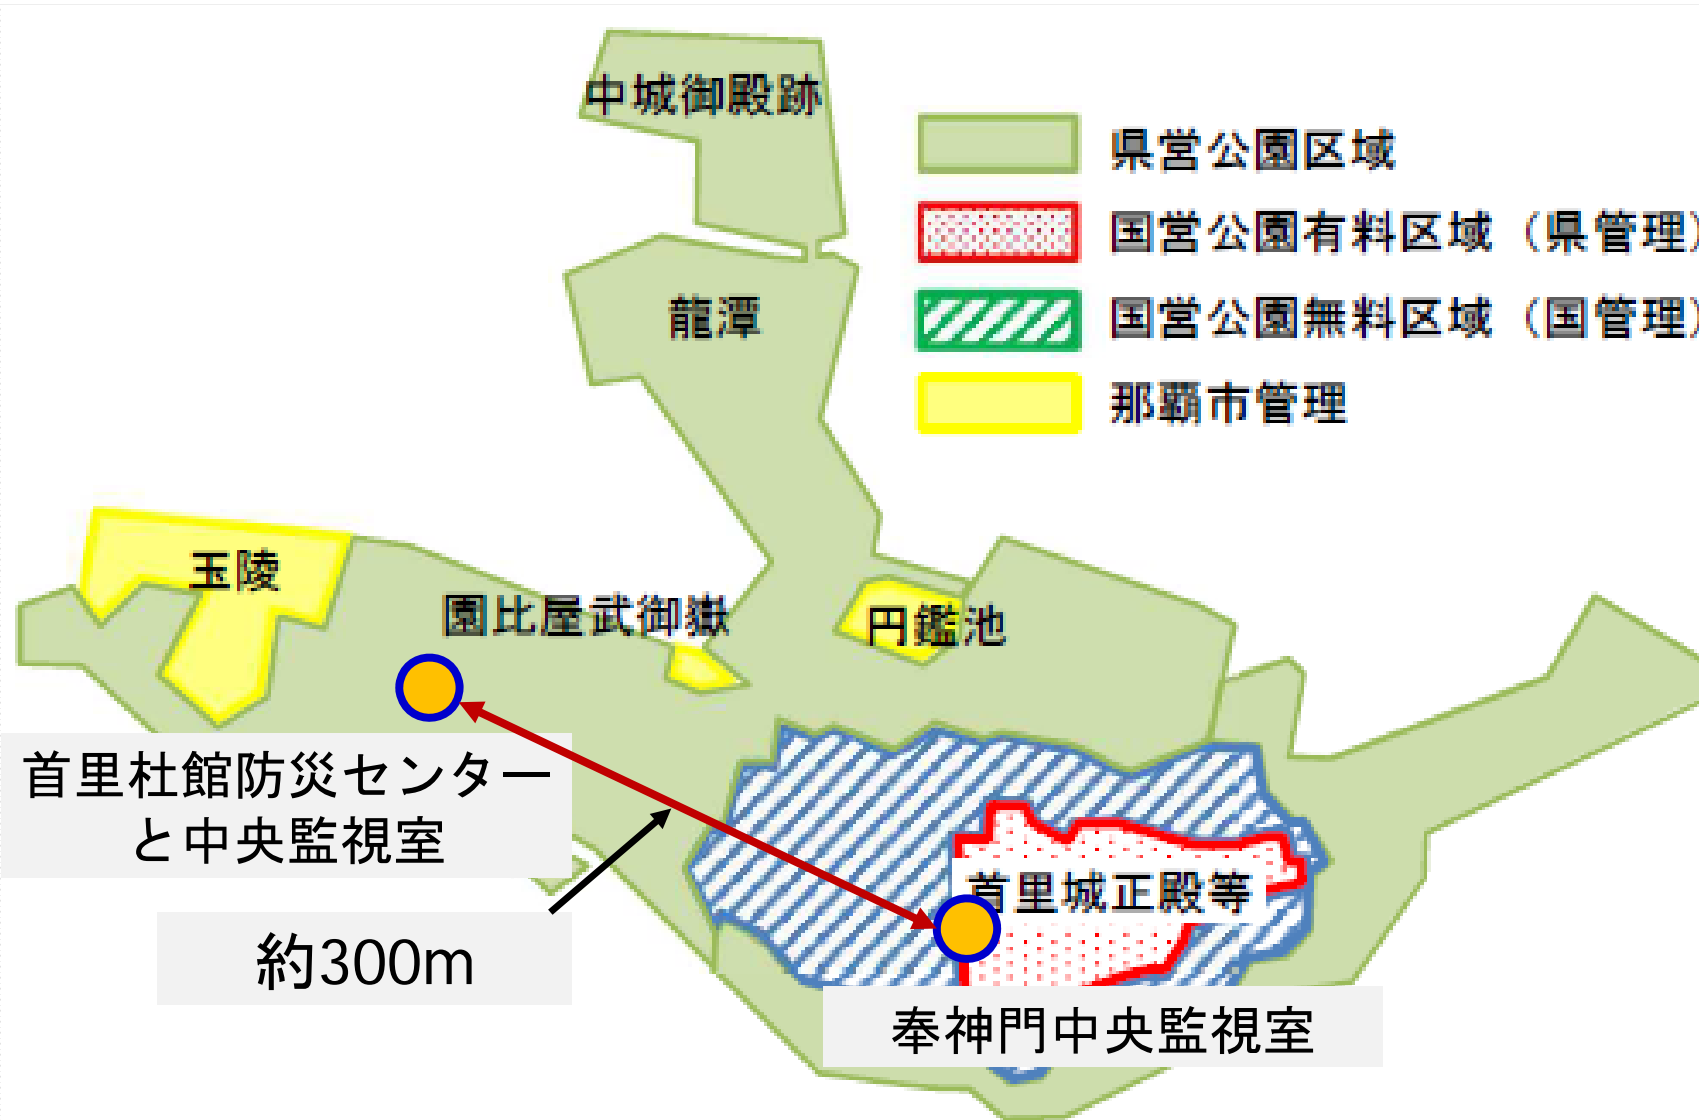 中城御殿跡
県営公園区域
国営公園有料区域（県管理）
国営公園無料区域（国管理）
那覇市管理
龍潭
玉陵
園比屋武御嶽
円鑑池
首里杜館防災センター
と中央監視室
首里城正殿等
約300m
奉神門中央監視室